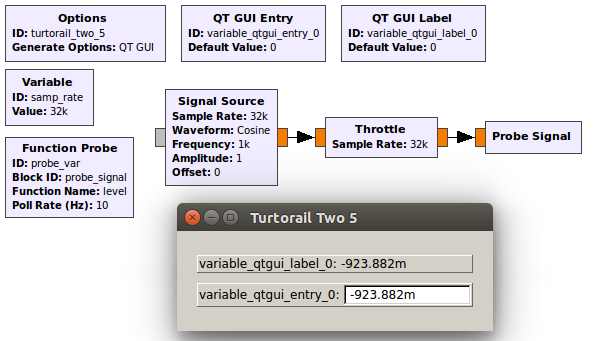 Options
ID: turtorail_two_5
Generate Options: QT GUI
QT GUI Entry
ID: variable_qtgui_entry_0
Default Value: 0
QT GUI Label
ID: variable_qtgui_label_0
Default Value: 0
Variable
ID: samp_rate
Value: 32k
Function Probe
ID: probe_var
Block ID: probe_signal
Function Name: level
Poll Rate (Hz): 10
Signal Source
Sample Rate: 32k
Waveform: Cosine
Frequency: 1k
Amplitude: 1
Offset: 0
Throttle
Sample Rate: 32k
Probe Signal
Turtorail Two 5
variable_qtgui_label_0: -923.882m
variable_qtgui_entry_0: -923.882m